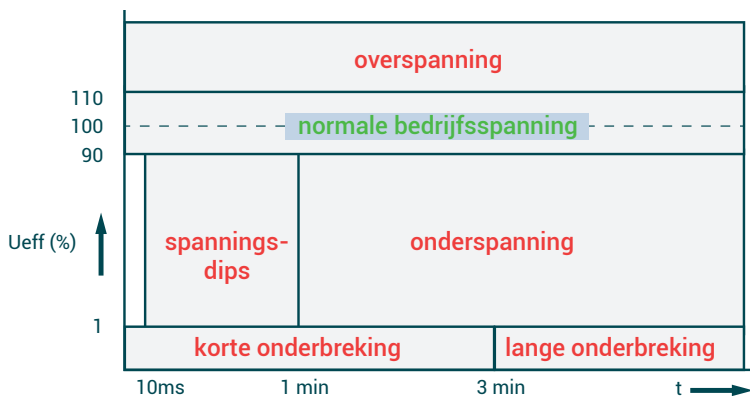 overspanning
110
100
normale bedrijfsspanning
90
Ueff (%)
spannings-
dips
onderspanning
1
korte onderbreking
lange onderbreking
10ms
1 min
3 min
t